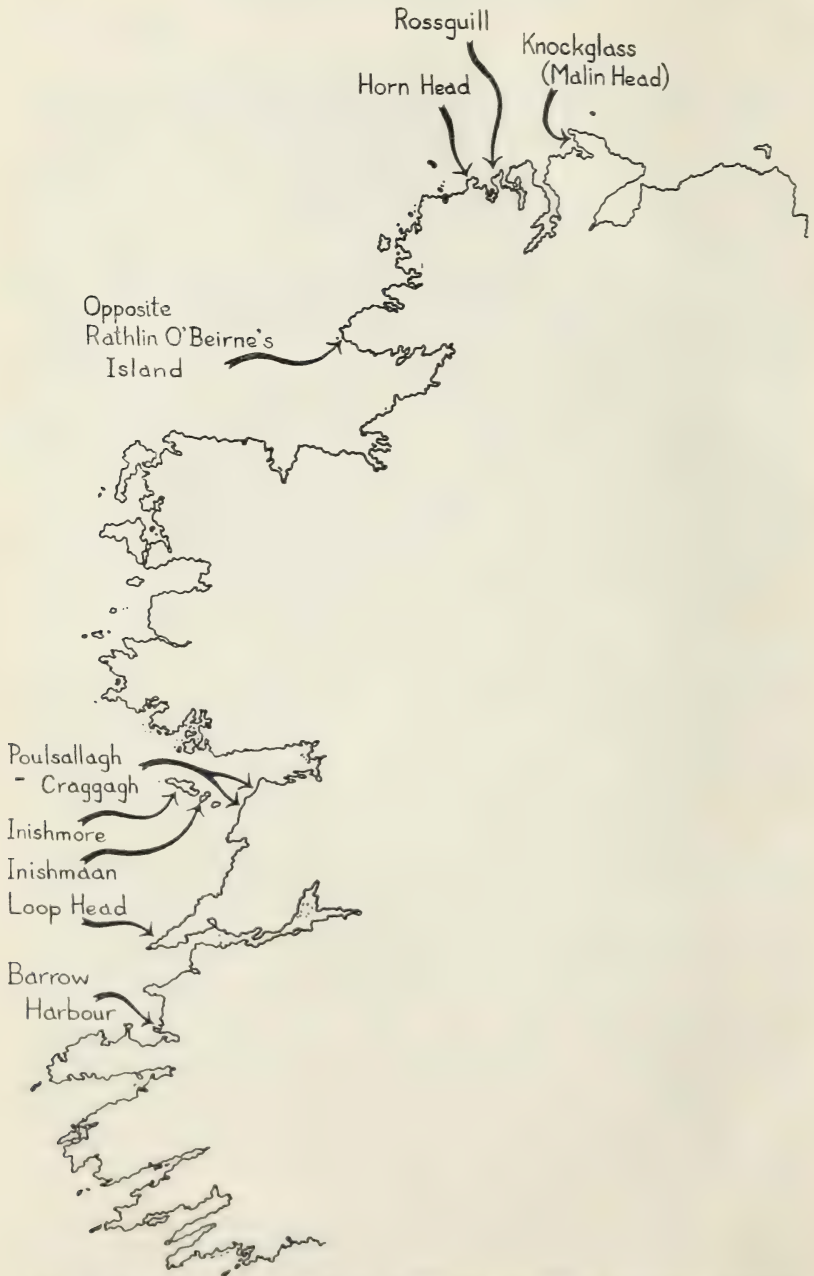 Rossguill
Knockglass
(Malin Head)
Horn Head
Opposite
Rathlin O'Beirne's
Island
Poulsallagh
- Craggagh
Inishmore
Inishmaan
Loop Head
Barrow
Harbour